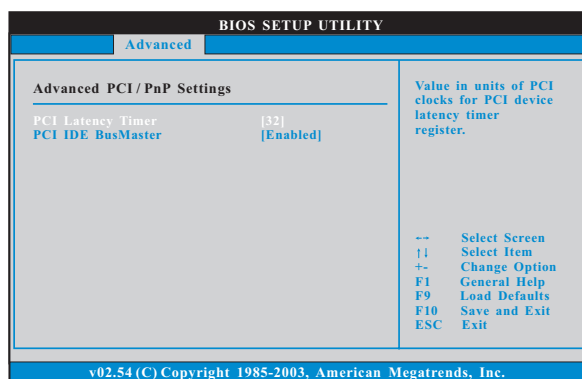 BIOS SETUP UTILITY
Advanced
Advanced PCI / PnP Settings
PCI Latency Timer [32]
PCI IDE BusMaster [Enabled]
Value in units of PCI
clocks for PCI device
latency timer
register.
←→ Select Screen
↑↓ Select Item
+- Change Option
F1 General Help
F9 Load Defaults
F10 Save and Exit
ESC Exit
v02.54 (C) Copyright 1985-2003, American Megatrends, Inc.